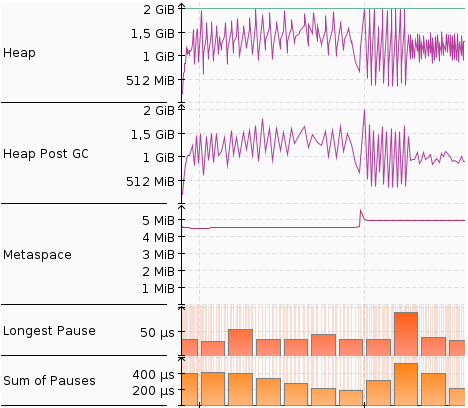 2 GiB
1,5 GiB
Heap
1 GiB
512 MiB
2 GiB
1,5 GiB
Heap Post GC
1 GiB
512 MiB
5 MiB
4 MiB
Metaspace
3 MiB
2 MiB
1 MiB
Longest Pause
50 µs
400 µs
Sum of Pauses
200 µs